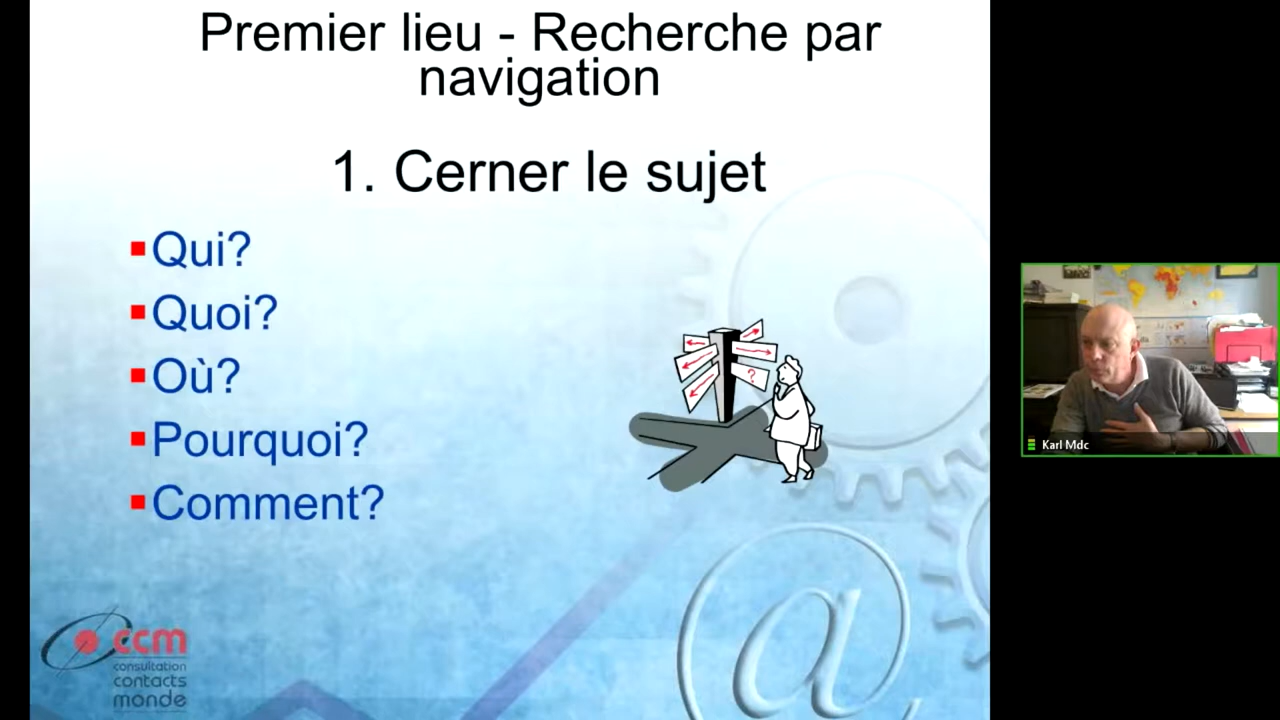 Premier lieu - Recherche par
navigation
1. Cerner le sujet
Qui?
Quoi?
Où?
Pourquoi?
Comment?
?
ccm
consultation
contacts
monde
Karl Mdc